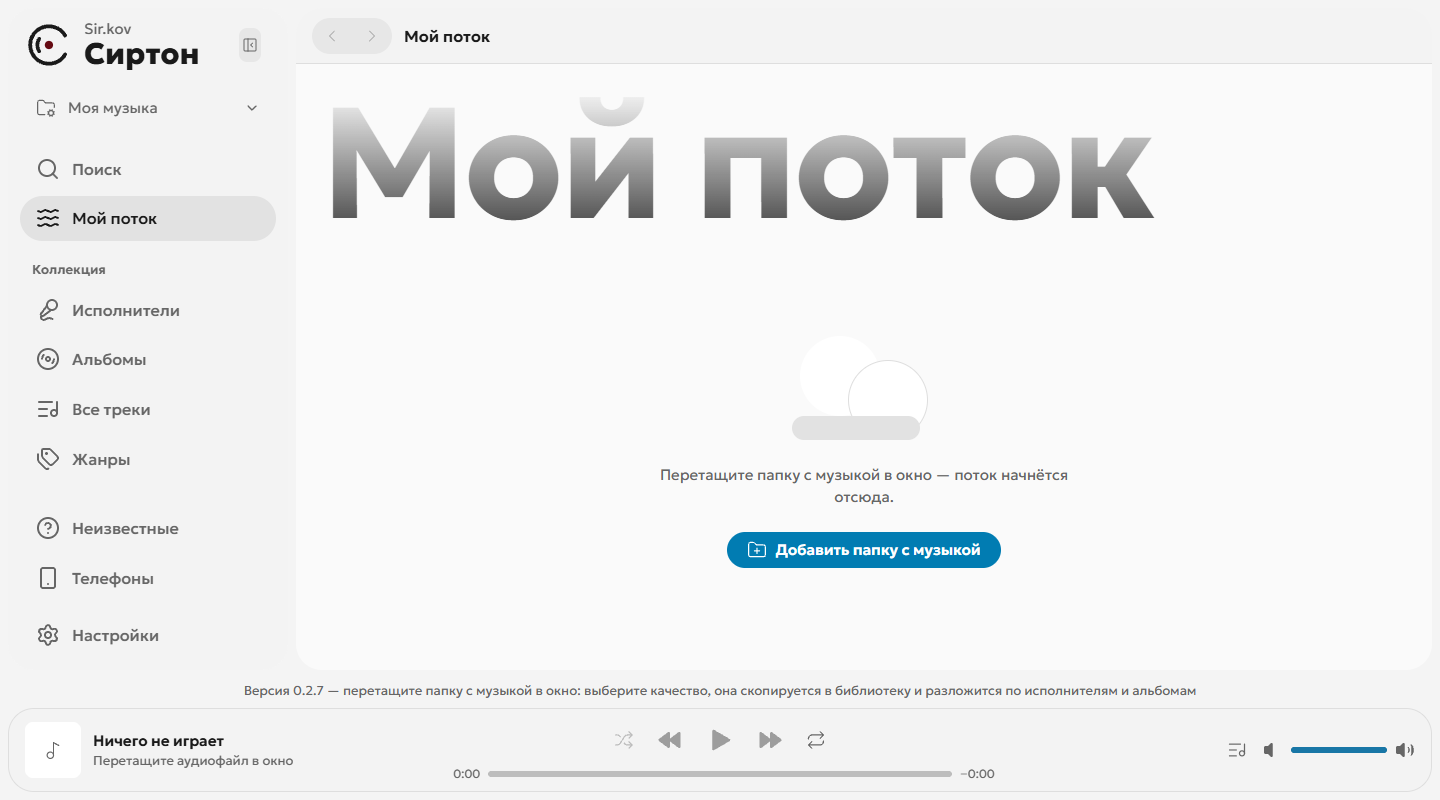 Sir.kov
Сиртон
Моя музыка
Поиск
Мой поток
Коллекция
Исполнители
Альбомы
Все треки
Жанры
Неизвестные
Телефоны
Настройки
Мой поток
Мой поток
Перетащите папку с музыкой в окно — поток начнётся
отсюда.
Добавить папку с музыкой
Версия 0.2.7 — перетащите папку с музыкой в окно: выберите качество, она скопируется в библиотеку и разложится по исполнителям и альбомам
Ничего не играет
Перетащите аудиофайл в окно
0:00
−0:00